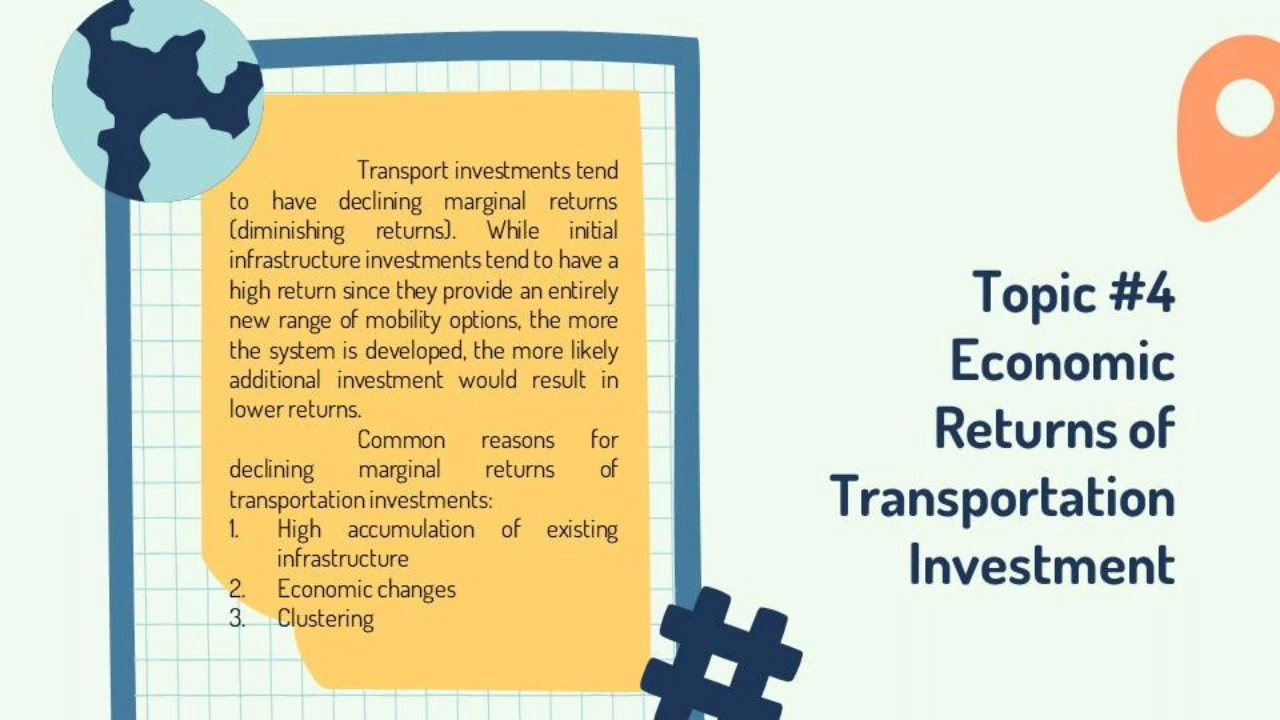 Transport investments tend
to have declining marginal returns
(diminishing returns). While initial
infrastructure investments tend to have a
high return since they provide an entirely
new range of mobility options, the more
the system is developed, the more likely
additional investment would result in
lower returns.
Common reasons for
declining marginal returns of
transportation investments:
1. High accumulation of existing
infrastructure
2. Economic changes
3. Clustering
Topic #4
Economic
Returns of
Transportation
Investment